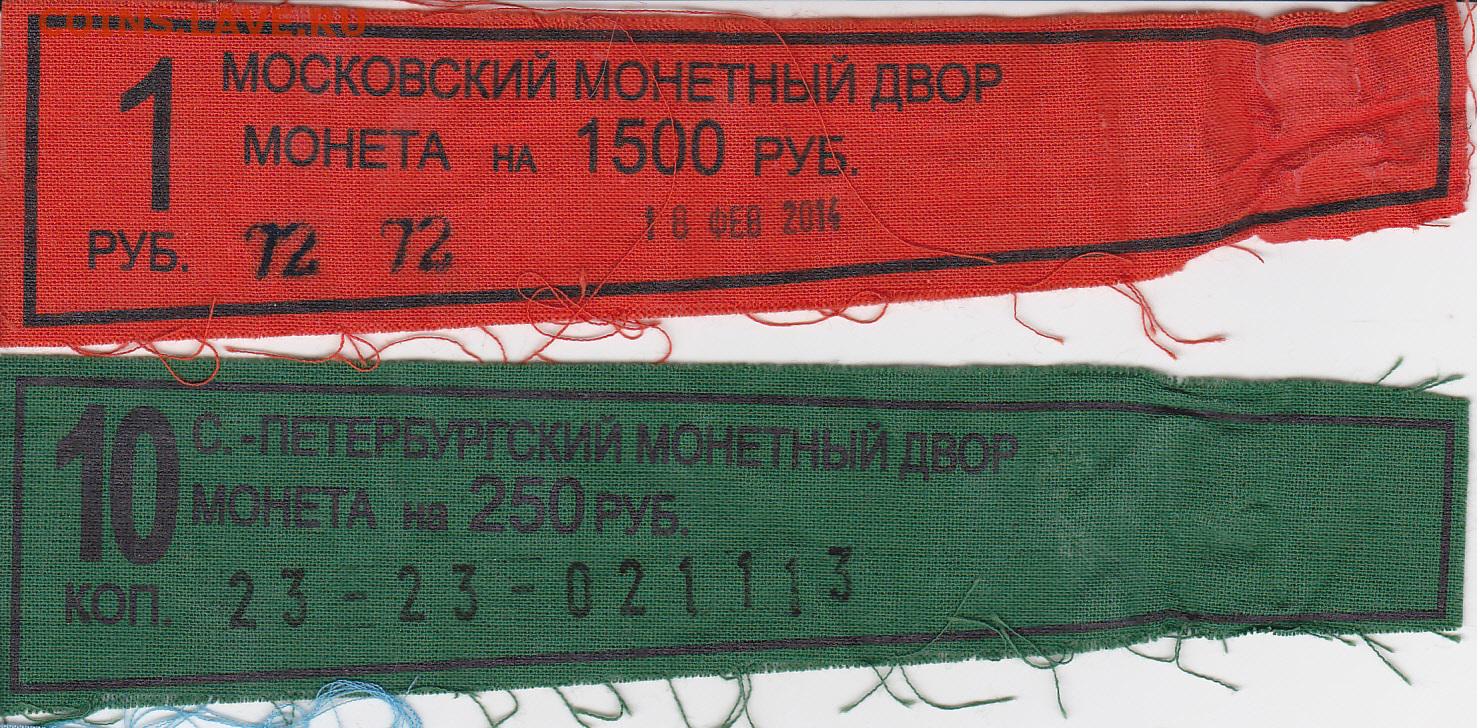 COINS.LAVE.RU
1 МОСКОВСКИЙ МОНЕТНЫЙ ДВОР
МОНЕТА НА 1500 РУБ.
РУБ. 72 72 18 ФЕВ 2014
10 С.-ПЕТЕРБУРГСКИЙ МОНЕТНЫЙ ДВОР
МОНЕТА на 250 РУБ.
КОП. 23-23-021113